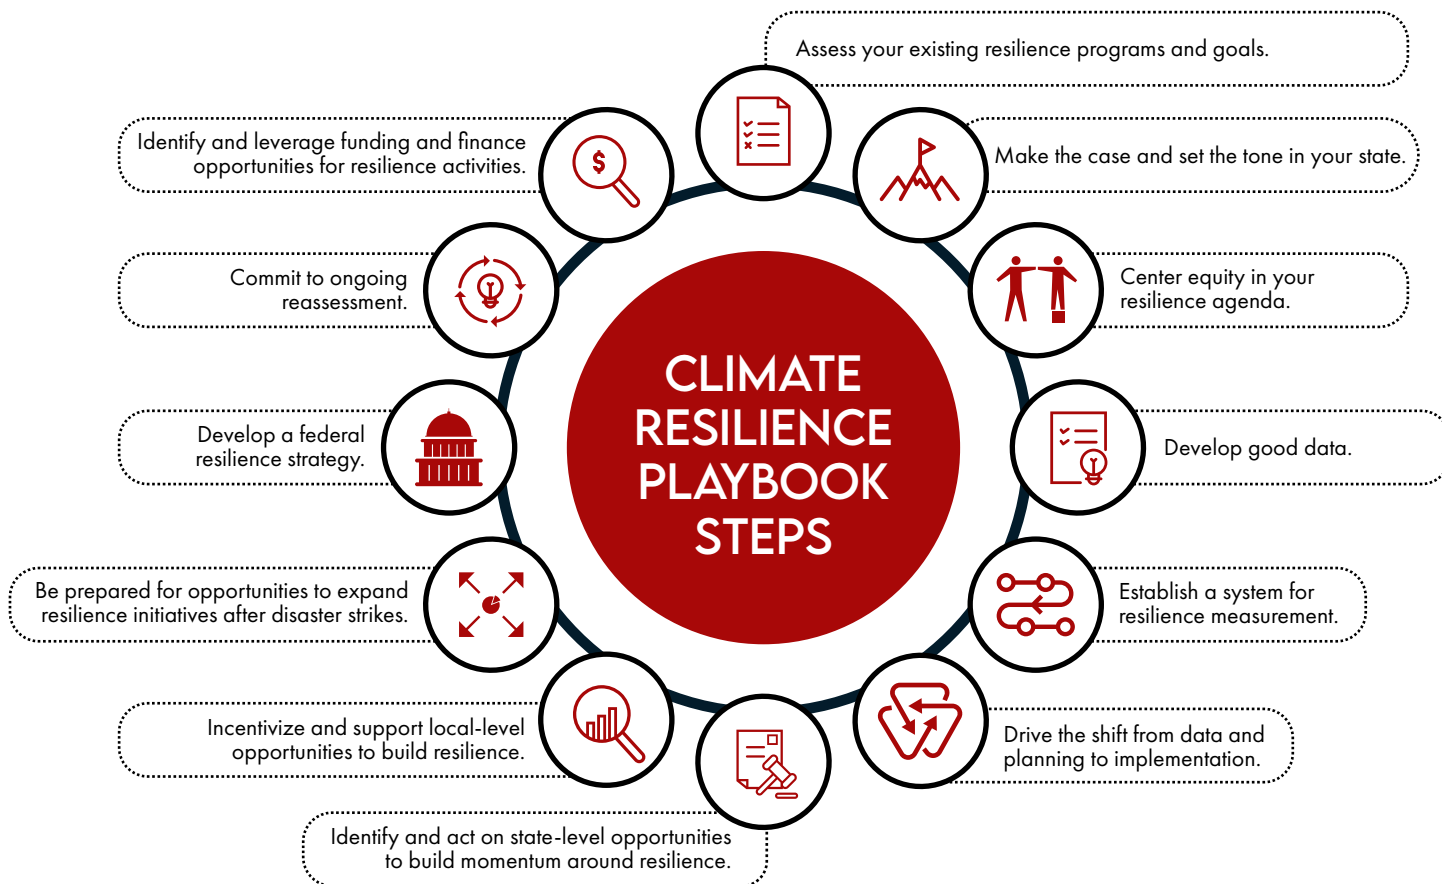 Assess your existing resilience programs and goals.
Make the case and set the tone in your state.
Center equity in your
resilience agenda.
Develop good data.
Establish a system for
resilience measurement.
Drive the shift from data and
planning to implementation.
Identify and act on state-level opportunities
to build momentum around resilience.
Incentivize and support local-level
opportunities to build resilience.
Be prepared for opportunities to expand
resilience initiatives after disaster strikes.
Develop a federal
resilience strategy.
Commit to ongoing
reassessment.
Identify and leverage funding and finance
opportunities for resilience activities.
$
CLIMATE
RESILIENCE
PLAYBOOK
STEPS